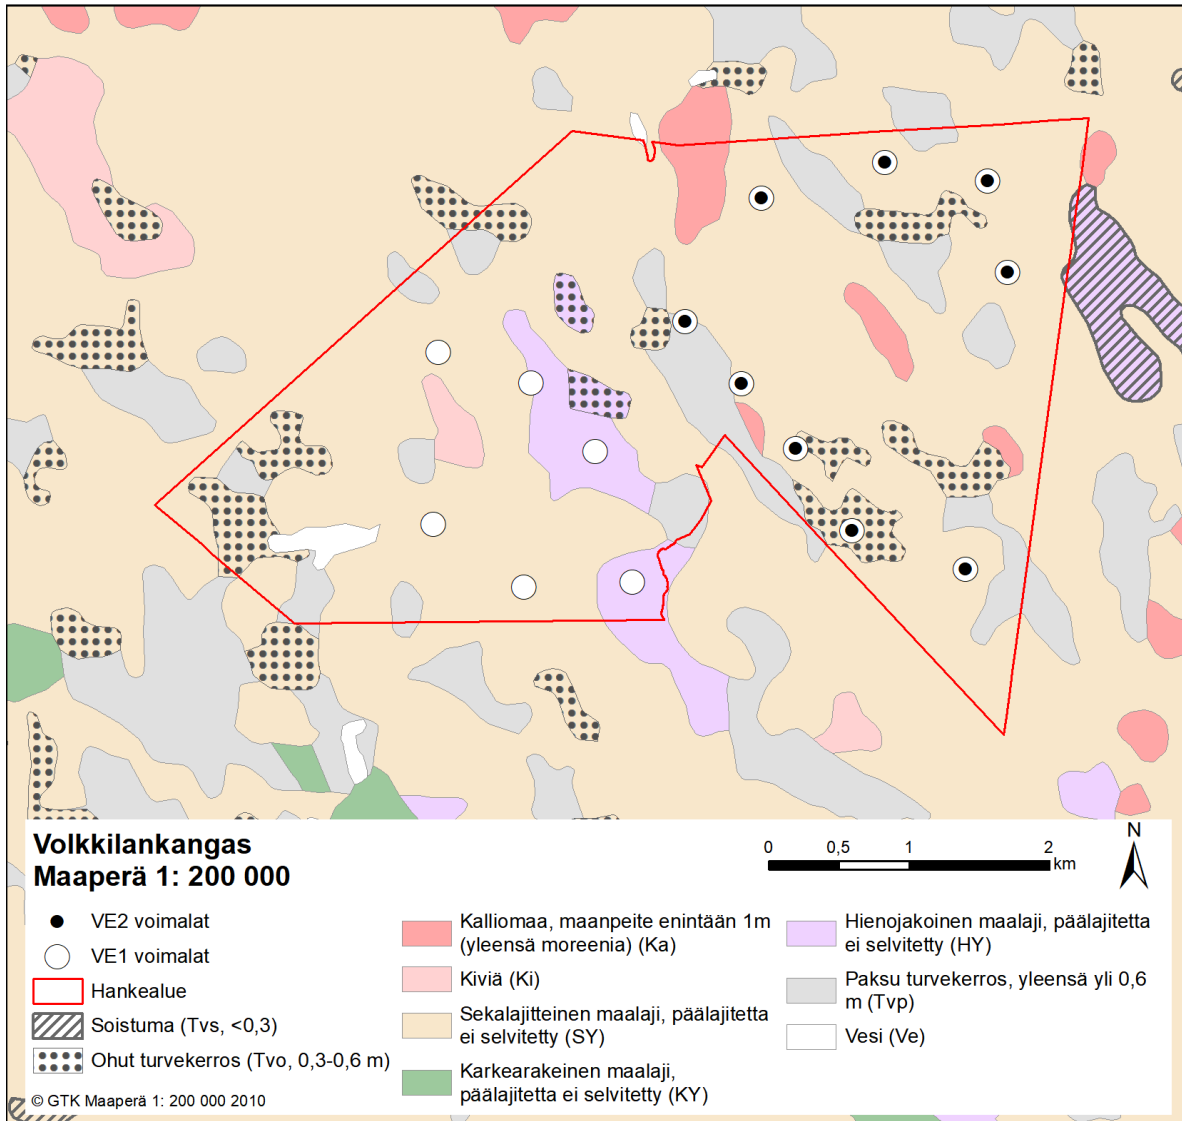 Volkkilankangas
Maaperä 1: 200 000
0 0,5 1 2
km
N
VE2 voimalat
VE1 voimalat
Hankealue
Soistuma (Tvs, <0,3)
Ohut turvekerros (Tvo, 0,3-0,6 m)
© GTK Maaperä 1: 200 000 2010
Kalliomaa, maanpeite enintään 1m
(yleensä moreenia) (Ka)
Kiviä (Ki)
Sekalajitteinen maalaji, päälajitetta
ei selvitetty (SY)
Karkearakeinen maalaji,
päälajitetta ei selvitetty (KY)
Hienojakoinen maalaji, päälajitetta
ei selvitetty (HY)
Paksu turvekerros, yleensä yli 0,6
m (Tvp)
Vesi (Ve)